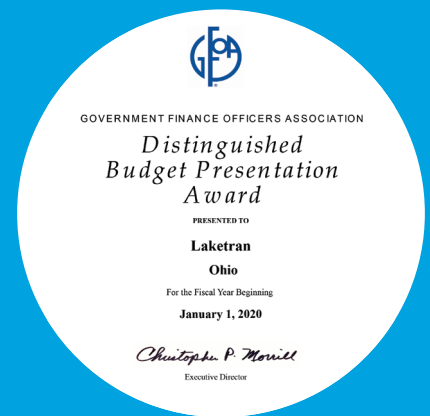 GFOA
GOVERNMENT FINANCE OFFICERS ASSOCIATION
Distinguished
Budget Presentation
Award
PRESENTED TO
Laketran
Ohio
For the Fiscal Year Beginning
January 1, 2020
Christopher P. Morrill
Executive Director